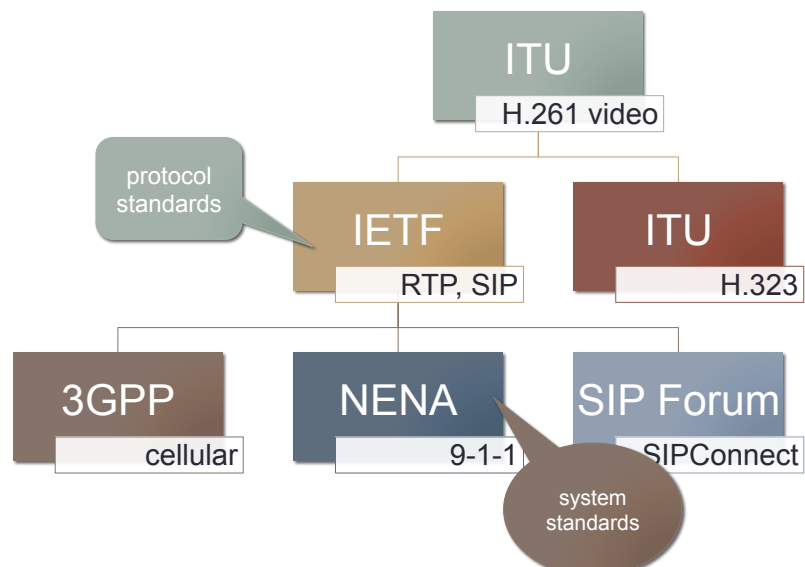 ITU
H.261 video
protocol
standards
IETF
RTP, SIP
ITU
H.323
3GPP
cellular
NENA
9-1-1
SIP Forum
SIPConnect
system
standards